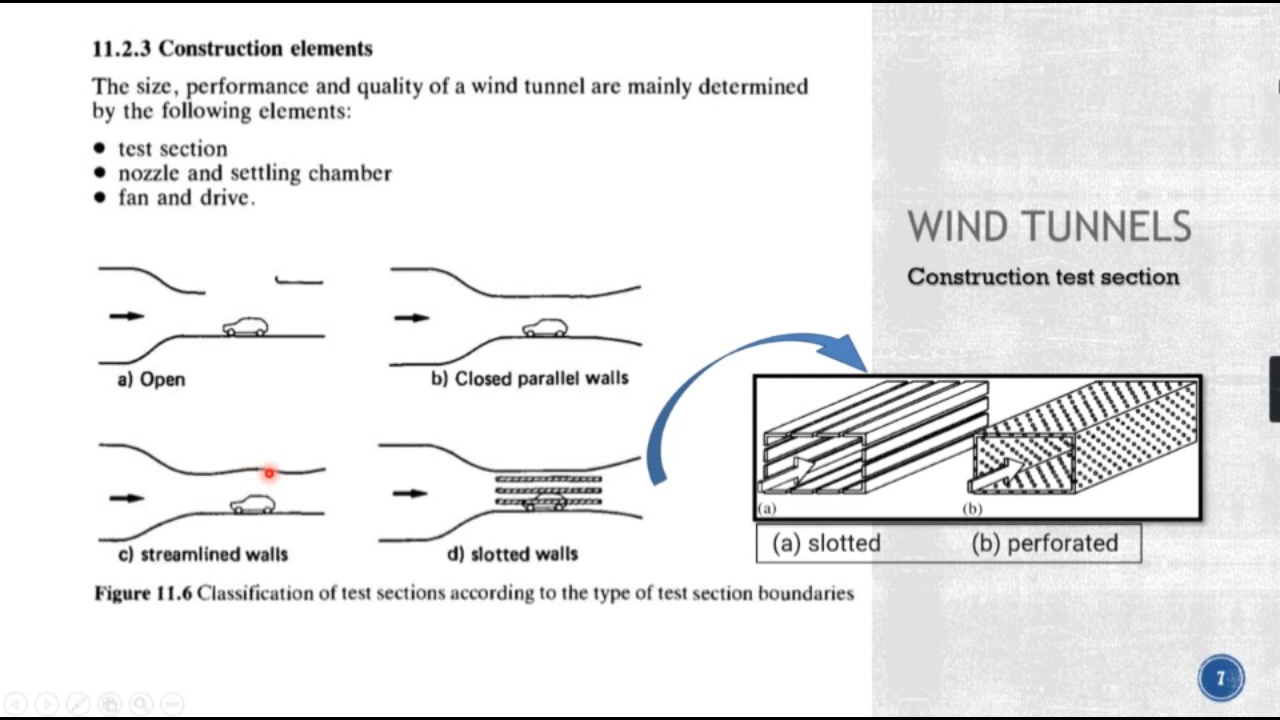 11.2.3 Construction elements
The size, performance and quality of a wind tunnel are mainly determined
by the following elements:
● test section
● nozzle and settling chamber
● fan and drive.
WIND TUNNELS
Construction test section
a) Open
b) Closed parallel walls
c) streamlined walls
d) slotted walls
(a)
(b)
(a) slotted
(b) perforated
Figure 11.6 Classification of test sections according to the type of test section boundaries
7